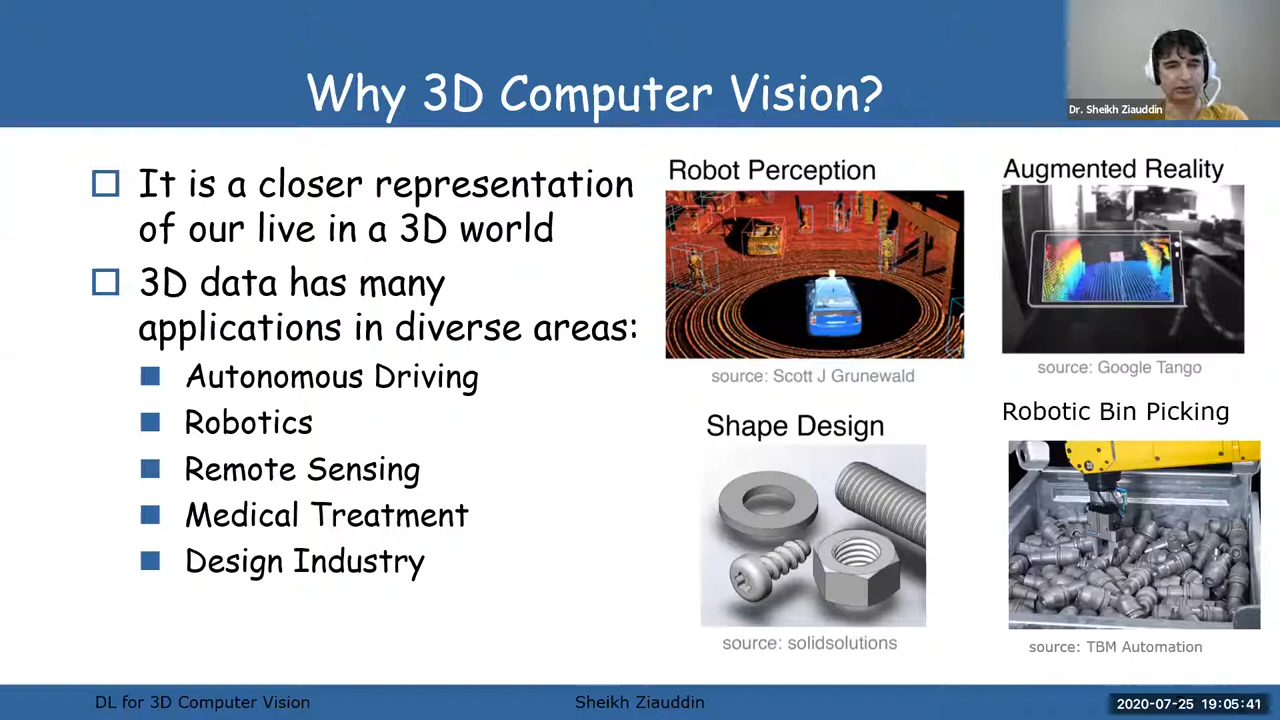 Why 3D Computer Vision?
Dr. Sheikh Ziauddin
It is a closer representation
of our live in a 3D world
3D data has many
applications in diverse areas:
Autonomous Driving
Robotics
Remote Sensing
Medical Treatment
Design Industry
Robot Perception
source: Scott J Grunewald
Augmented Reality
source: Google Tango
Shape Design
source: solidsolutions
Robotic Bin Picking
source: TBM Automation
DL for 3D Computer Vision
Sheikh Ziauddin
2020-07-25 19:05:41